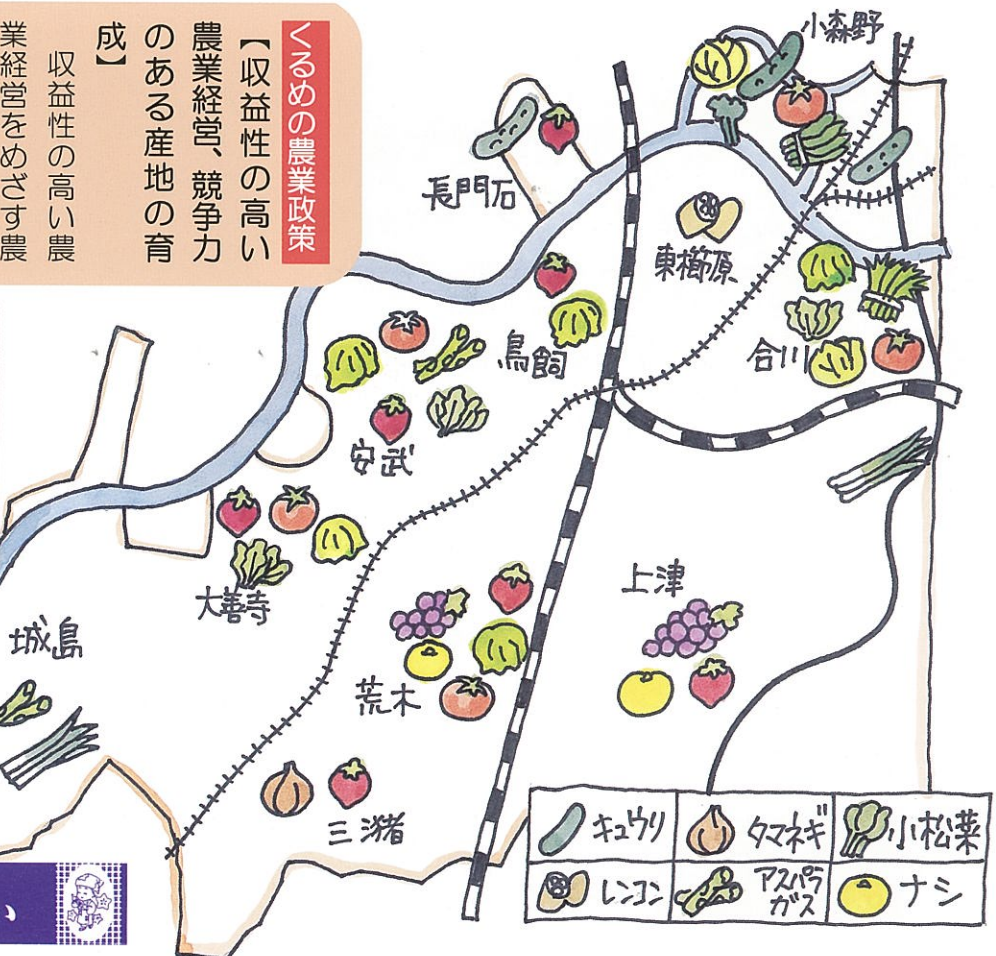 くるめの農業政策
【収益性の高い
農業経営、競争力
のある産地の育
成】
収益性の高い農
業経営をめざす農
小森野
長門石
東櫛原
合川
鳥飼
安武
大善寺
城島
荒木
上津
三潴
キュウリ
タマネギ
小松菜
レンコン
アスパラ
ガス
ナシ
い